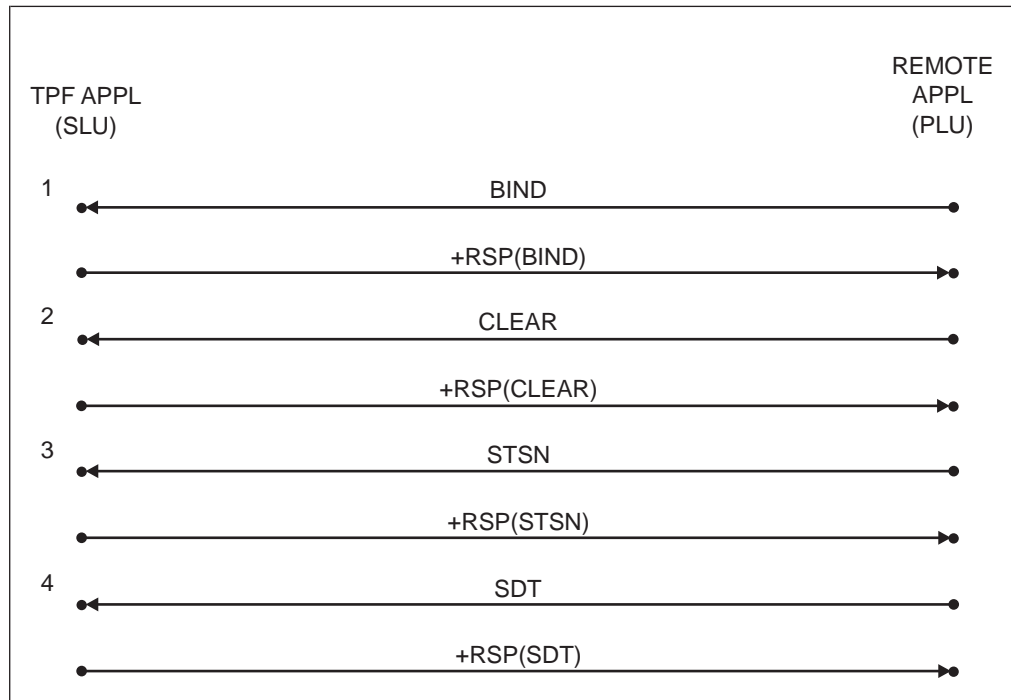 TPF APPL
(SLU)
REMOTE
APPL
(PLU)
1
BIND
+RSP(BIND)
2
CLEAR
+RSP(CLEAR)
3
STSN
+RSP(STSN)
4
SDT
+RSP(SDT)